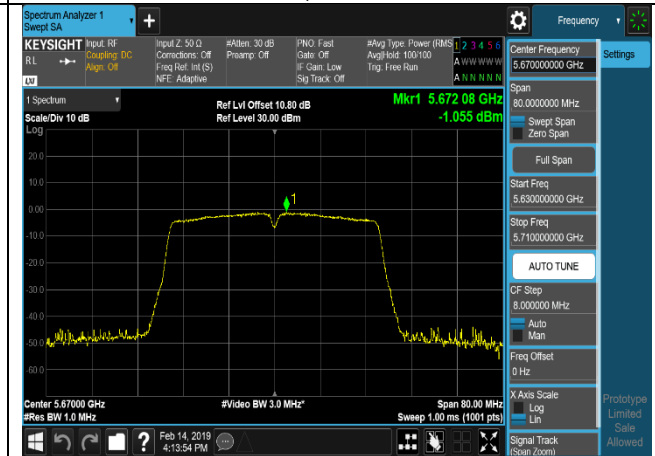 Spectrum Analyzer 1
Swept SA
+
Frequency
KEYSIGHT
Input: RF
Coupling: DC
Align: Off
Input Z: 50 Ω
Corrections: Off
Freq Ref: Int (S)
NFE: Adaptive
#Atten: 30 dB
Preamp: Off
PNO: Fast
Gate: Off
IF Gain: Low
Sig Track: Off
#Avg Type: Power (RMS
Avg|Hold: 100/100
Trig: Free Run
1 2 3 4 5 6
A W W W W W
A N N N N N
RL
LXI
1 Spectrum
Scale/Div 10 dB
Log
Ref Lvl Offset 10.80 dB
Ref Level 30.00 dBm
Mkr1 5.672 08 GHz
-1.055 dBm
20.0
10.0
0.00
-10.0
-20.0
-30.0
-40.0
-50.0
-60.0
1
Center 5.67000 GHz
#Res BW 1.0 MHz
#Video BW 3.0 MHz*
Span 80.00 MHz
Sweep 1.00 ms (1001 pts)
Feb 14, 2019
4:13:54 PM
?
Center Frequency
5.670000000 GHz
Settings
Span
80.0000000 MHz
Swept Span
Zero Span
Full Span
Start Freq
5.630000000 GHz
Stop Freq
5.710000000 GHz
AUTO TUNE
CF Step
8.000000 MHz
Auto
Man
Freq Offset
0 Hz
X Axis Scale
Log
Lin
Signal Track
(Span Zoom)
Prototype
Limited
Sale
Allowed